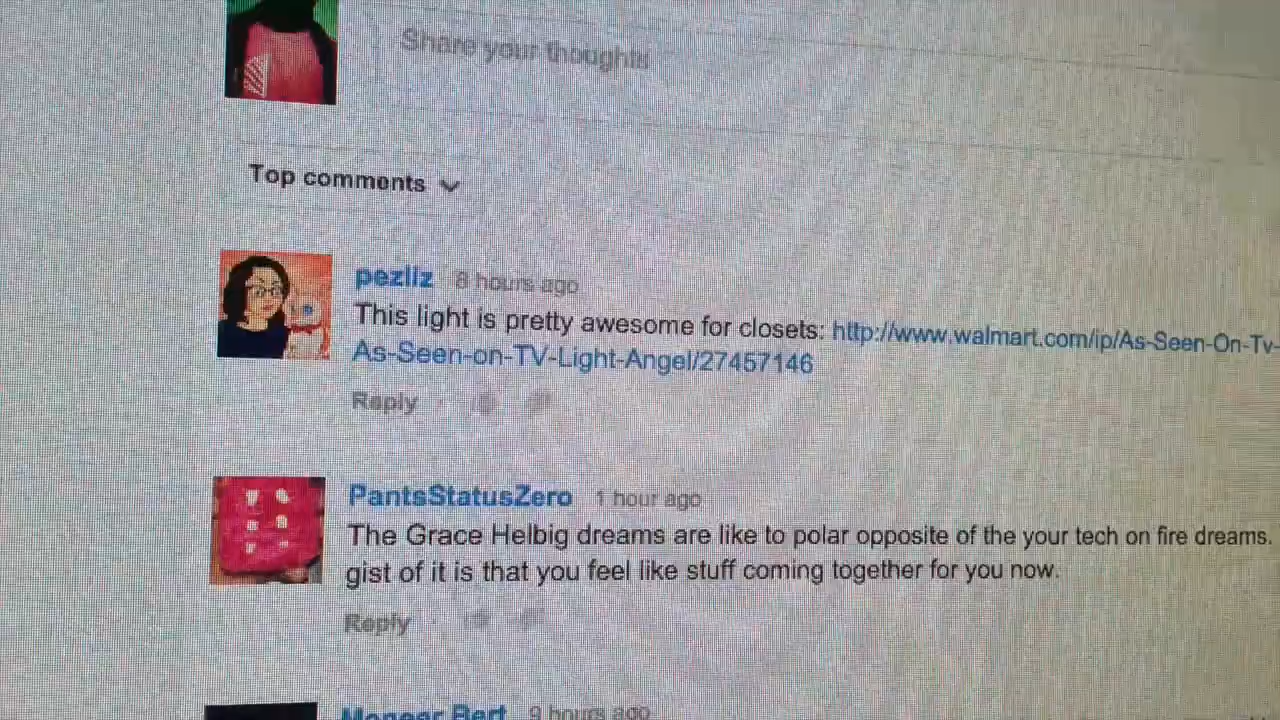 Share your thoughts
Top comments
pezliz 8 hours ago
This light is pretty awesome for closets: http://www.walmart.com/ip/As-Seen-On-Tv-
As-Seen-on-TV-Light-Angel/27457146
Reply
PantsStatusZero 1 hour ago
The Grace Helbig dreams are like to polar opposite of the your tech on fire dreams.
gist of it is that you feel like stuff coming together for you now.
Reply
9 hours ago